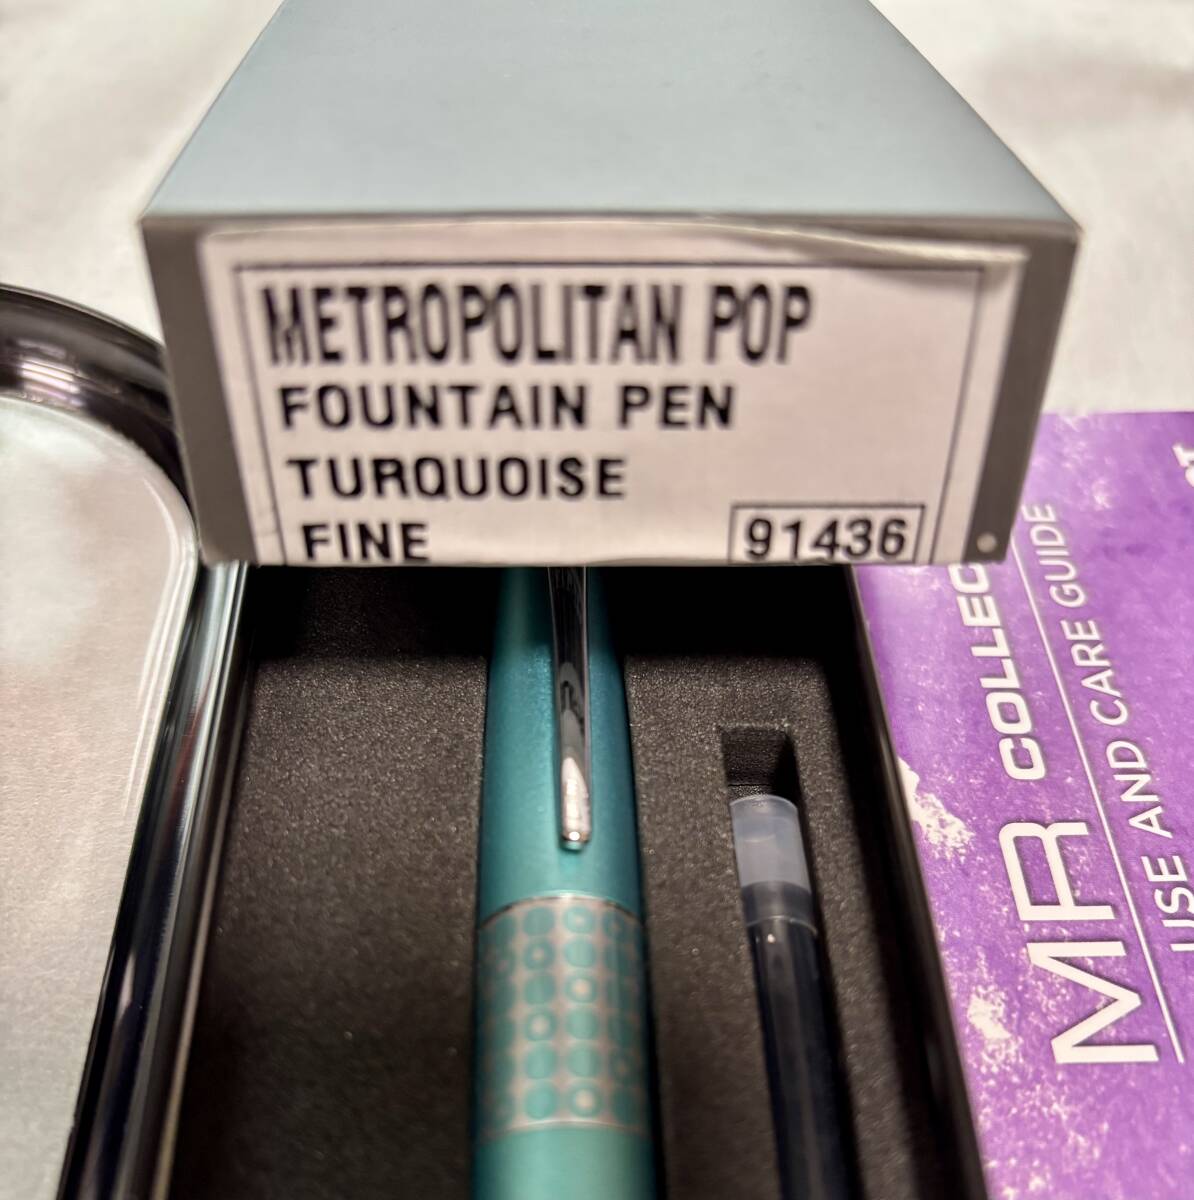 METROPOLITAN POP
FOUNTAIN PEN
TURQUOISE
FINE
91436
MR COLLEC
USE AND CARE GUIDE